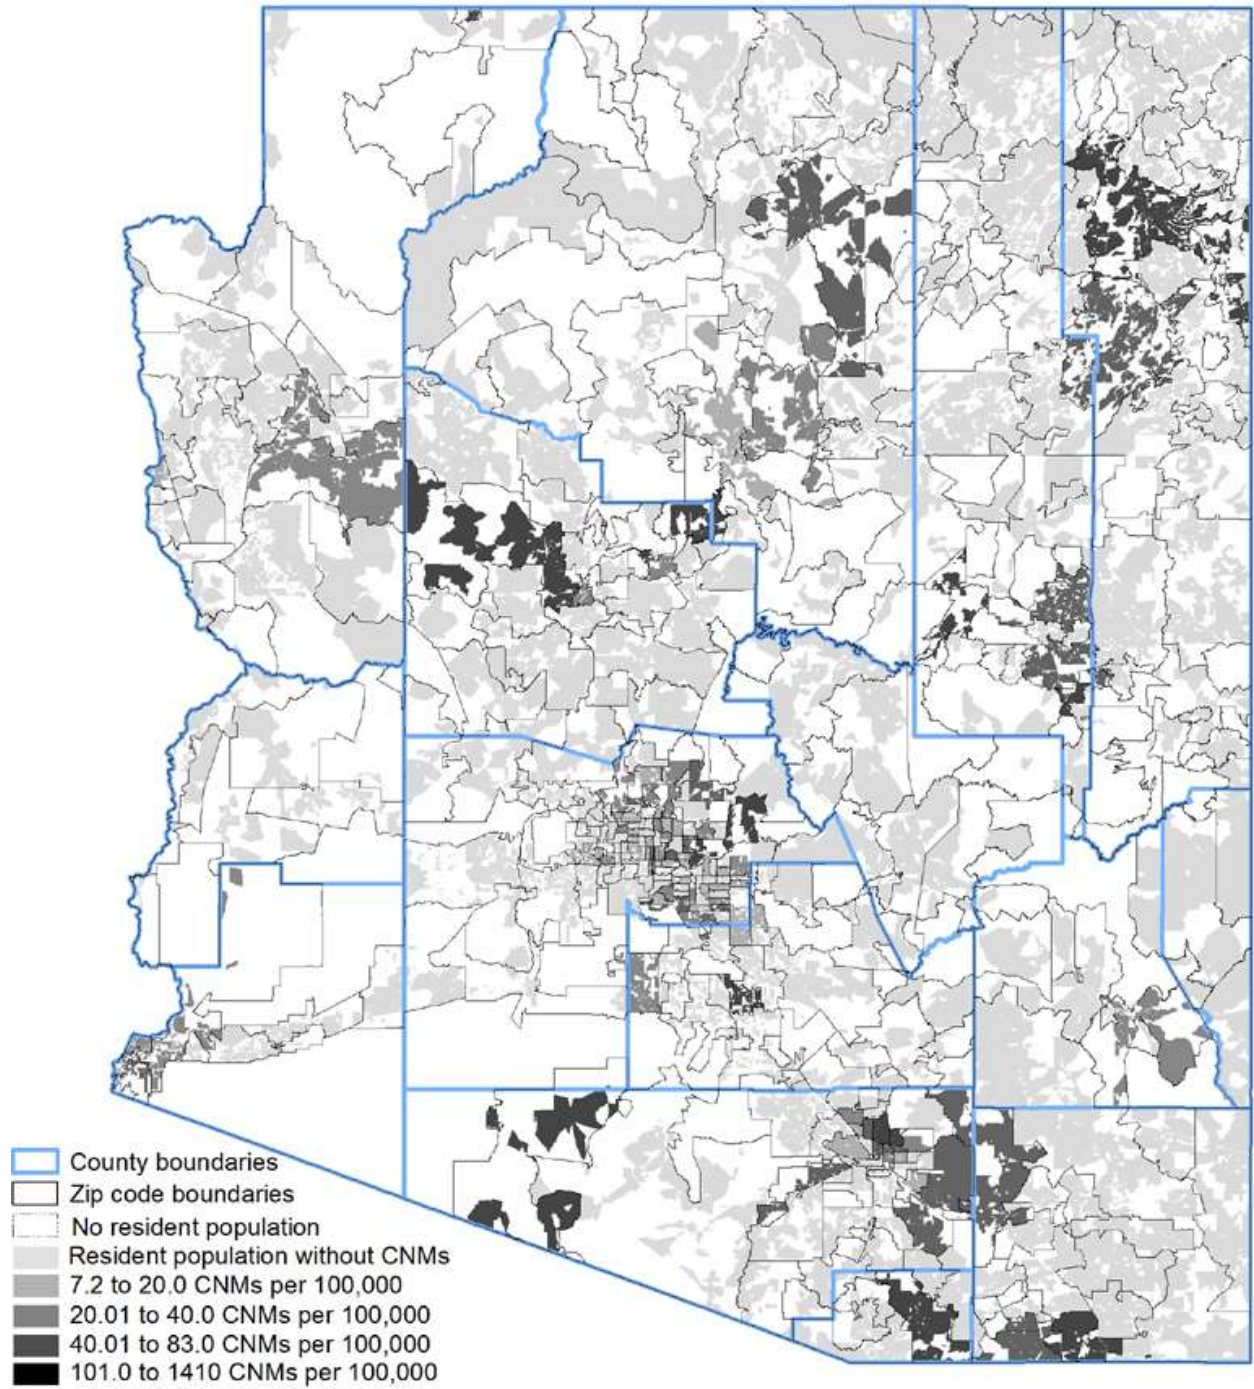 County boundaries
Zip code boundaries
No resident population
Resident population without CNMs
7.2 to 20.0 CNMs per 100,000
20.01 to 40.0 CNMs per 100,000
40.01 to 83.0 CNMs per 100,000
101.0 to 1410 CNMs per 100,000